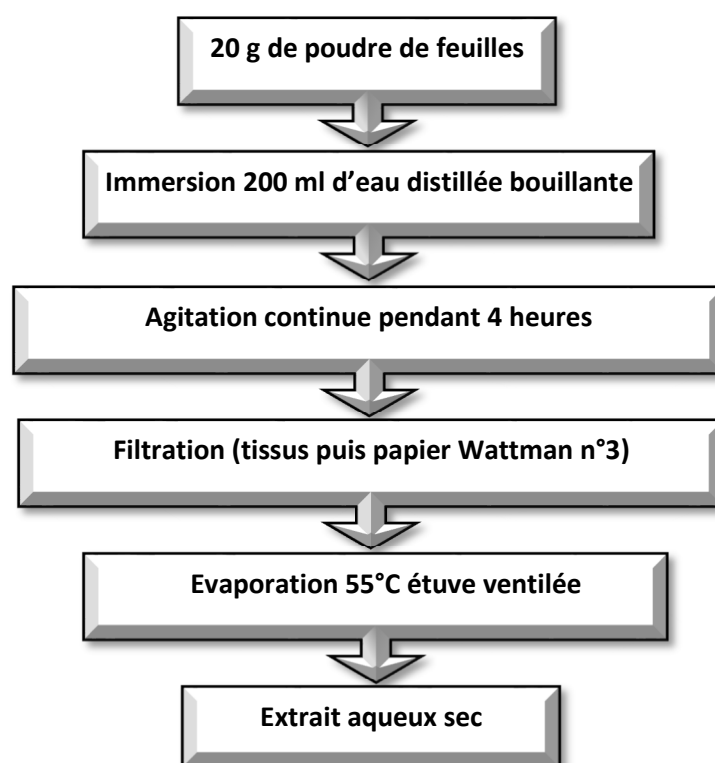 20 g de poudre de feuilles
Immersion 200 ml d’eau distillée bouillante
Agitation continue pendant 4 heures
Filtration (tissus puis papier Wattman n°3)
Evaporation 55°C étuve ventilée
Extrait aqueux sec